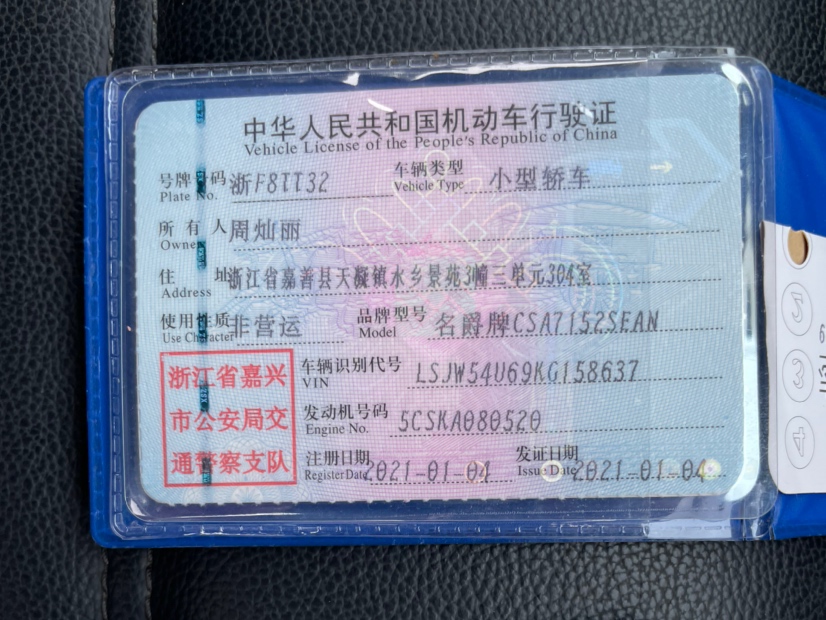 中华人民共和国机动车行驶证
Vehicle License of the People's Republic of China
号牌号码 浙F8TT32 车辆类型 小型轿车
Plate No. Vehicle Type
所有人 周灿丽
Owner
住址 浙江省嘉善县天凝镇水乡景苑3幢三单元304室
Address
使用性质 非营运 品牌型号 名爵牌CSA7152SEAN
Use Character Model
浙江省嘉兴
市公安局交
通警察支队
车辆识别代号 LSJW54U69KG158637
VIN
发动机号码 5CSKA080520
Engine No.
注册日期 2021-01-04 发证日期 2021-01-04
Register Date Issue Date
2
3
4